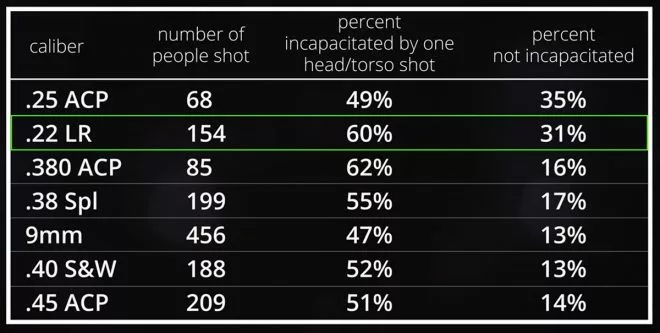 caliber number of people shot percent incapacitated by one head/torso shot percent not incapacitated
.25 ACP 68 49% 35%
.22 LR 154 60% 31%
.380 ACP 85 62% 16%
.38 Spl 199 55% 17%
9mm 456 47% 13%
.40 S&W 188 52% 13%
.45 ACP 209 51% 14%